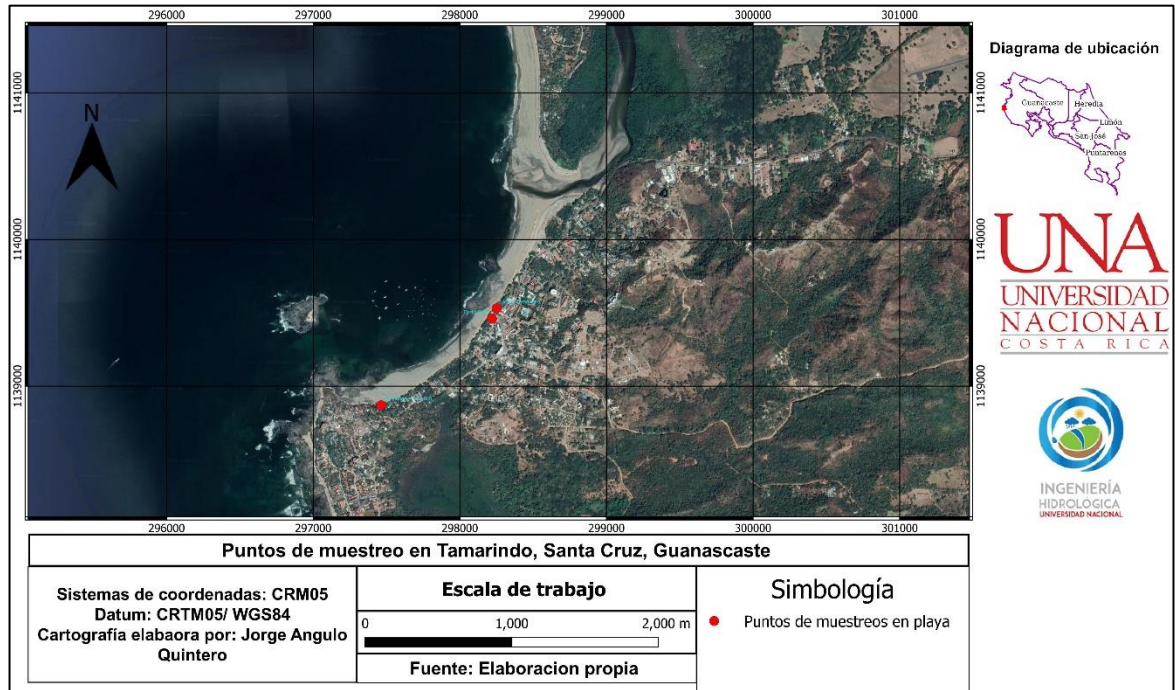 296000 297000 298000 299000 300000 301000
1141000
1140000
1139000
N
1141000
1140000
1139000
296000 297000 298000 299000 300000 301000
Diagrama de ubicación
Guanacaste
Heredia
Limón
San José
Puntarenas
UNA
UNIVERSIDAD
NACIONAL
COSTA RICA
INGENIERÍA
HIDROLÓGICA
UNIVERSIDAD NACIONAL
Puntos de muestreo en Tamarindo, Santa Cruz, Guanascaste
Sistemas de coordenadas: CRM05
Datum: CRTM05/ WGS84
Cartografía elabaora por: Jorge Angulo
Quintero
Escala de trabajo
0 1,000 2,000 m
Fuente: Elaboracion propia
Simbología
Puntos de muestreos en playa